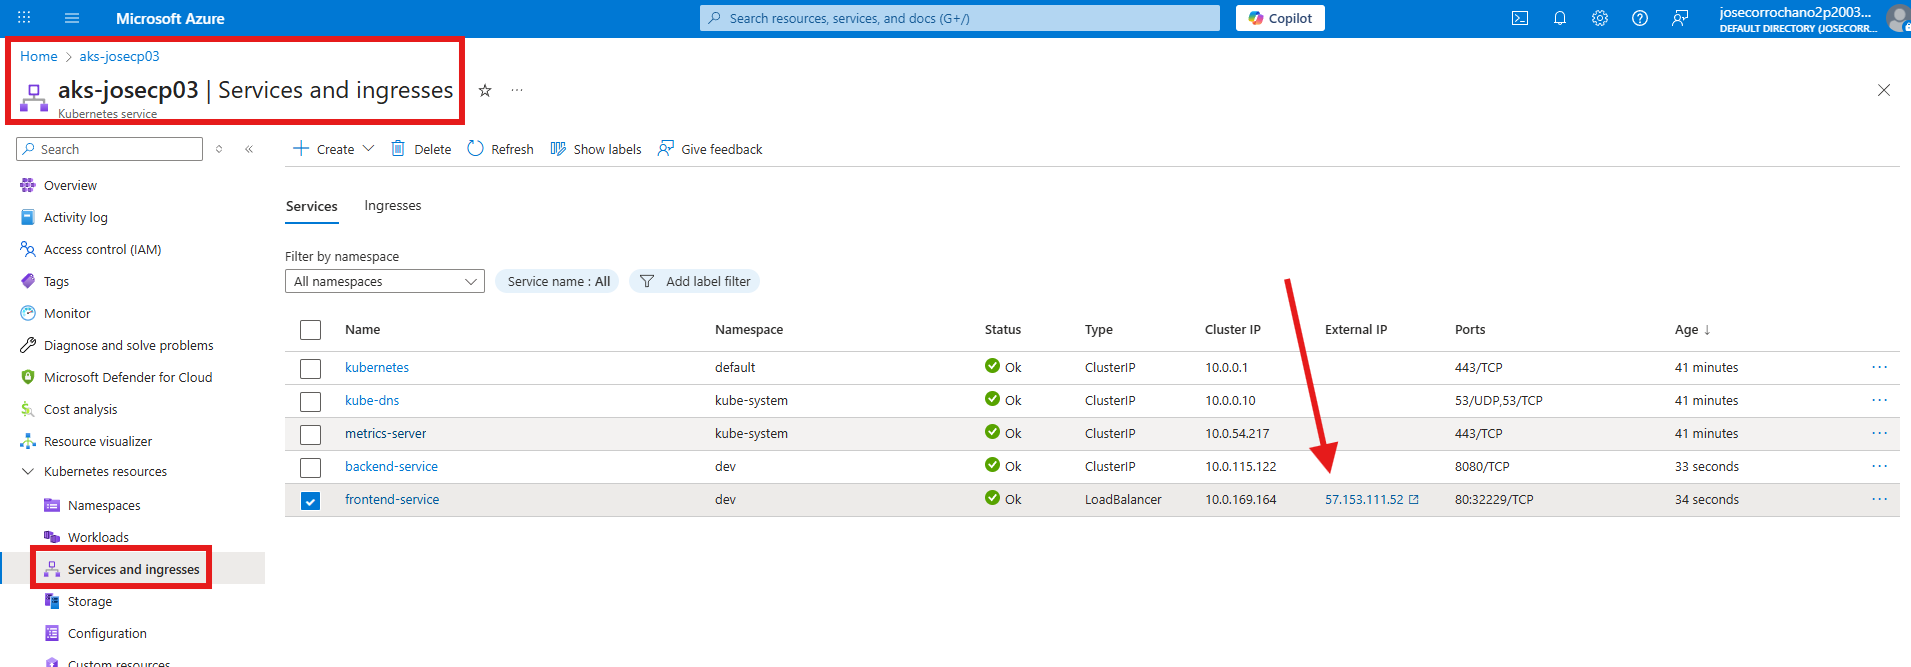 Microsoft Azure
Search resources, services, and docs (G+/)
Copilot
josecorrochano2p2003...
DEFAULT DIRECTORY (JOSECORR...
Home > aks-josecp03
aks-josecp03 | Services and ingresses
Kubernetes service
Search
Create
Delete
Refresh
Show labels
Give feedback
Overview
Activity log
Access control (IAM)
Tags
Monitor
Diagnose and solve problems
Microsoft Defender for Cloud
Cost analysis
Resource visualizer
Kubernetes resources
Namespaces
Workloads
Services and ingresses
Storage
Configuration
Custom resources
Services Ingresses
Filter by namespace
All namespaces
Service name : All
Add label filter
Name Namespace Status Type Cluster IP External IP Ports Age ↓
kubernetes default Ok ClusterIP 10.0.0.1 443/TCP 41 minutes
kube-dns kube-system Ok ClusterIP 10.0.0.10 53/UDP,53/TCP 41 minutes
metrics-server kube-system Ok ClusterIP 10.0.54.217 443/TCP 41 minutes
backend-service dev Ok ClusterIP 10.0.115.122 8080/TCP 33 seconds
frontend-service dev Ok LoadBalancer 10.0.169.164 57.153.111.52 80:32229/TCP 34 seconds